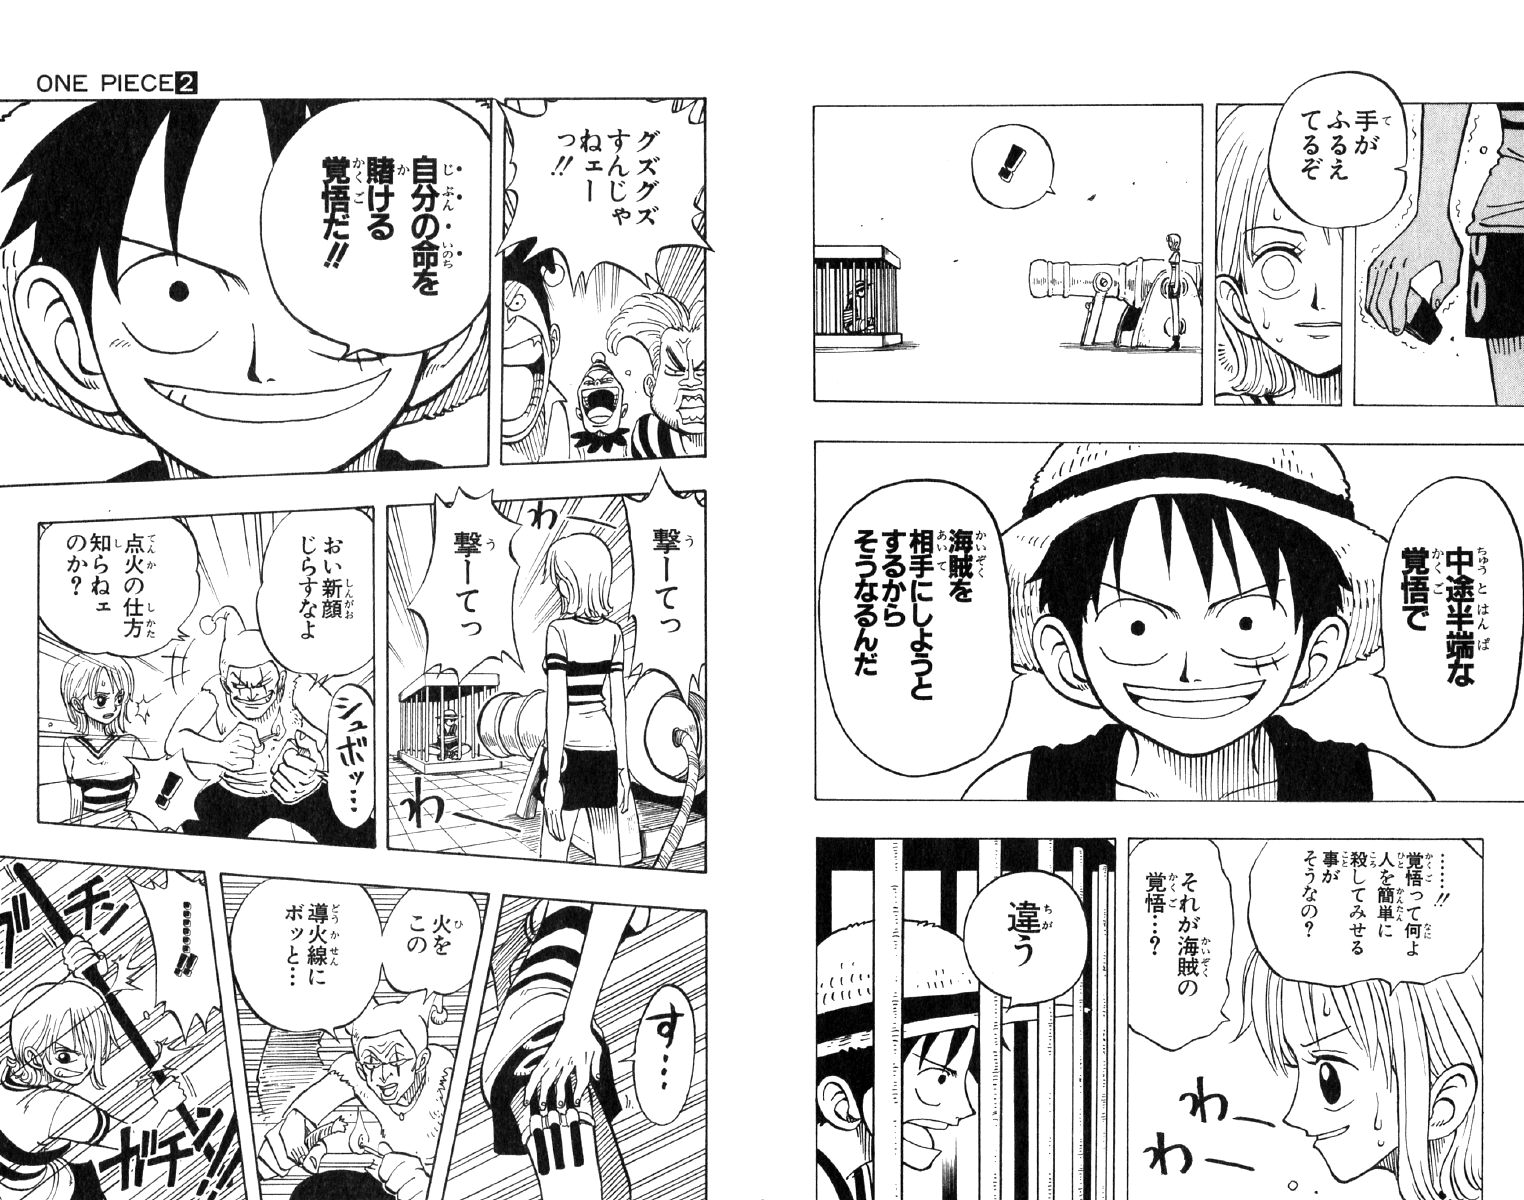 手が
ふるえ
てるぞ
!
中途半端な
覚悟で
海賊を
相手にしようと
するから
そうなるんだ
……!!
覚悟って何よ
人を簡単に
殺してみせる
事が
そうなの?
それが海賊の
覚悟…?
わー
わー
違う
ONE PIECE2
グズグズ
すんじゃ
ねェー
っ!!
自分の命を
賭ける
覚悟だ!!
撃ーてっ
わー
撃ーてっ
わー
おい新顔
じらすなよ
点火の仕方
知らねェ
のか?
シュボッ…
!
す…
火を
この
導火線に
ボッと…
………!!
ガチン
ガチンッ!!